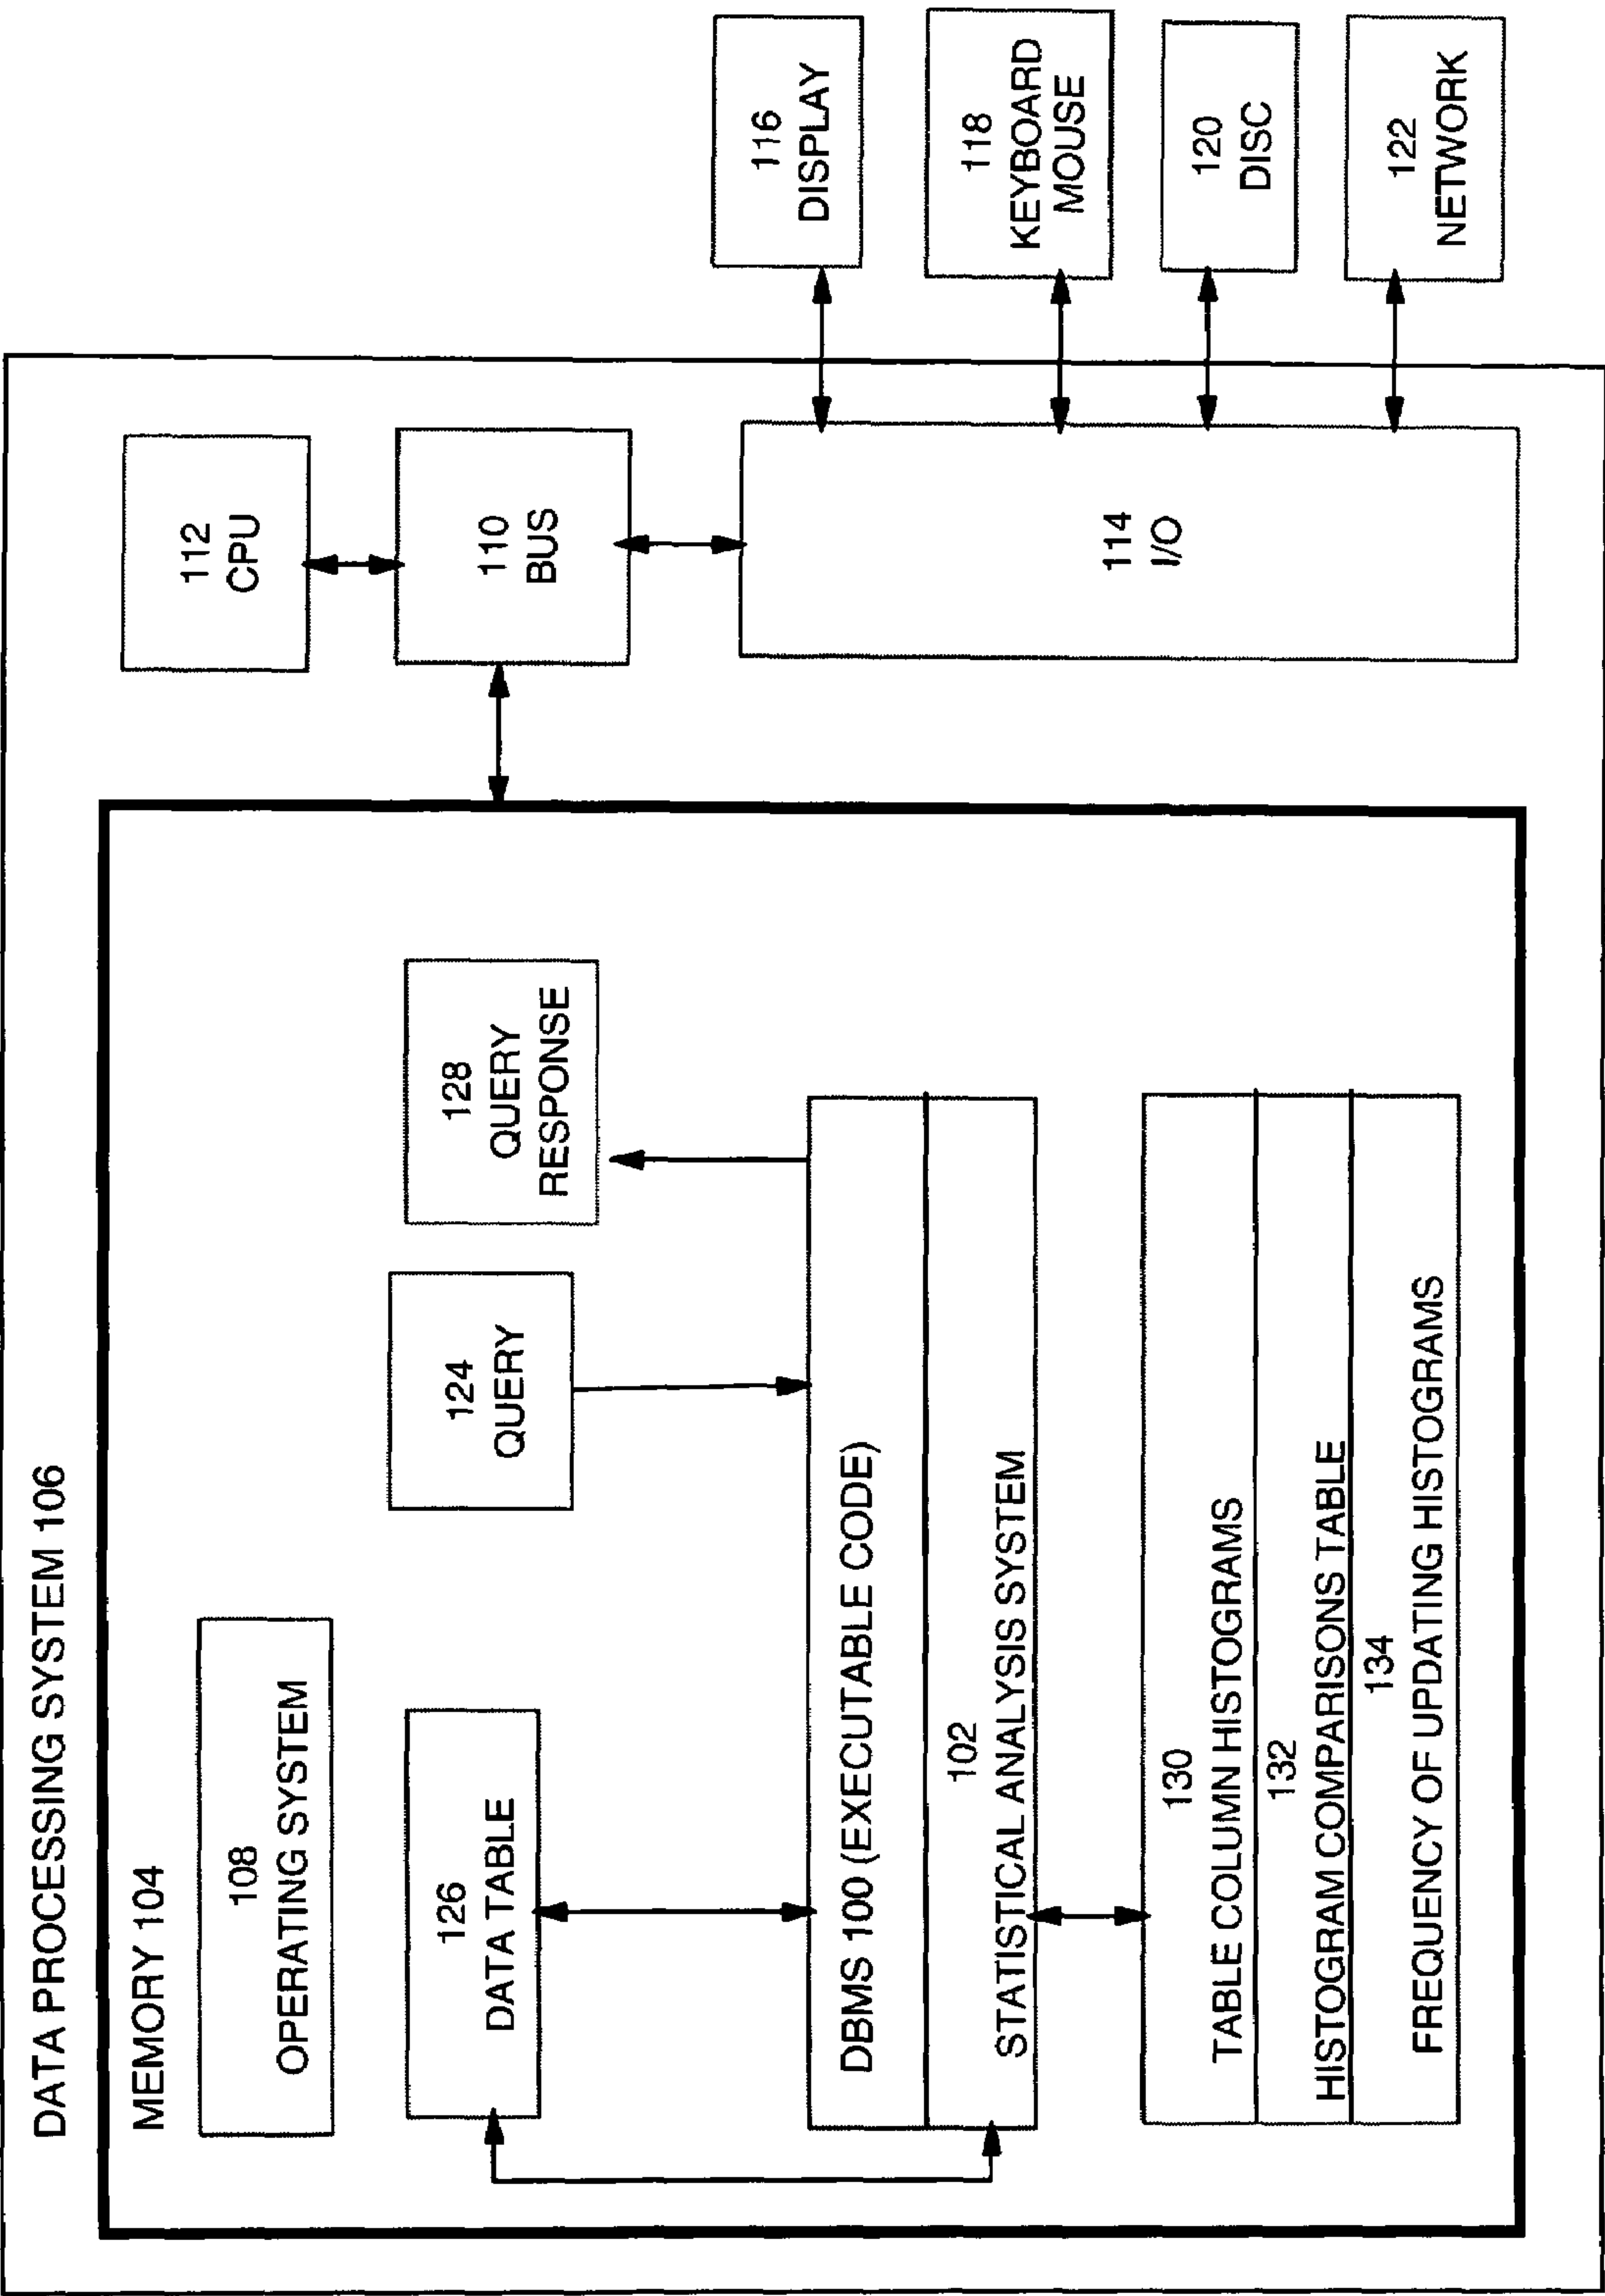 DATA PROCESSING SYSTEM 106
MEMORY 104
108
OPERATING SYSTEM
126
DATA TABLE
124
QUERY
128
QUERY
RESPONSE
DBMS 100 (EXECUTABLE CODE)
102
STATISTICAL ANALYSIS SYSTEM
130
TABLE COLUMN HISTOGRAMS
132
HISTOGRAM COMPARISONS TABLE
134
FREQUENCY OF UPDATING HISTOGRAMS
112
CPU
110
BUS
114
I/O
116
DISPLAY
118
KEYBOARD
MOUSE
120
DISC
122
NETWORK